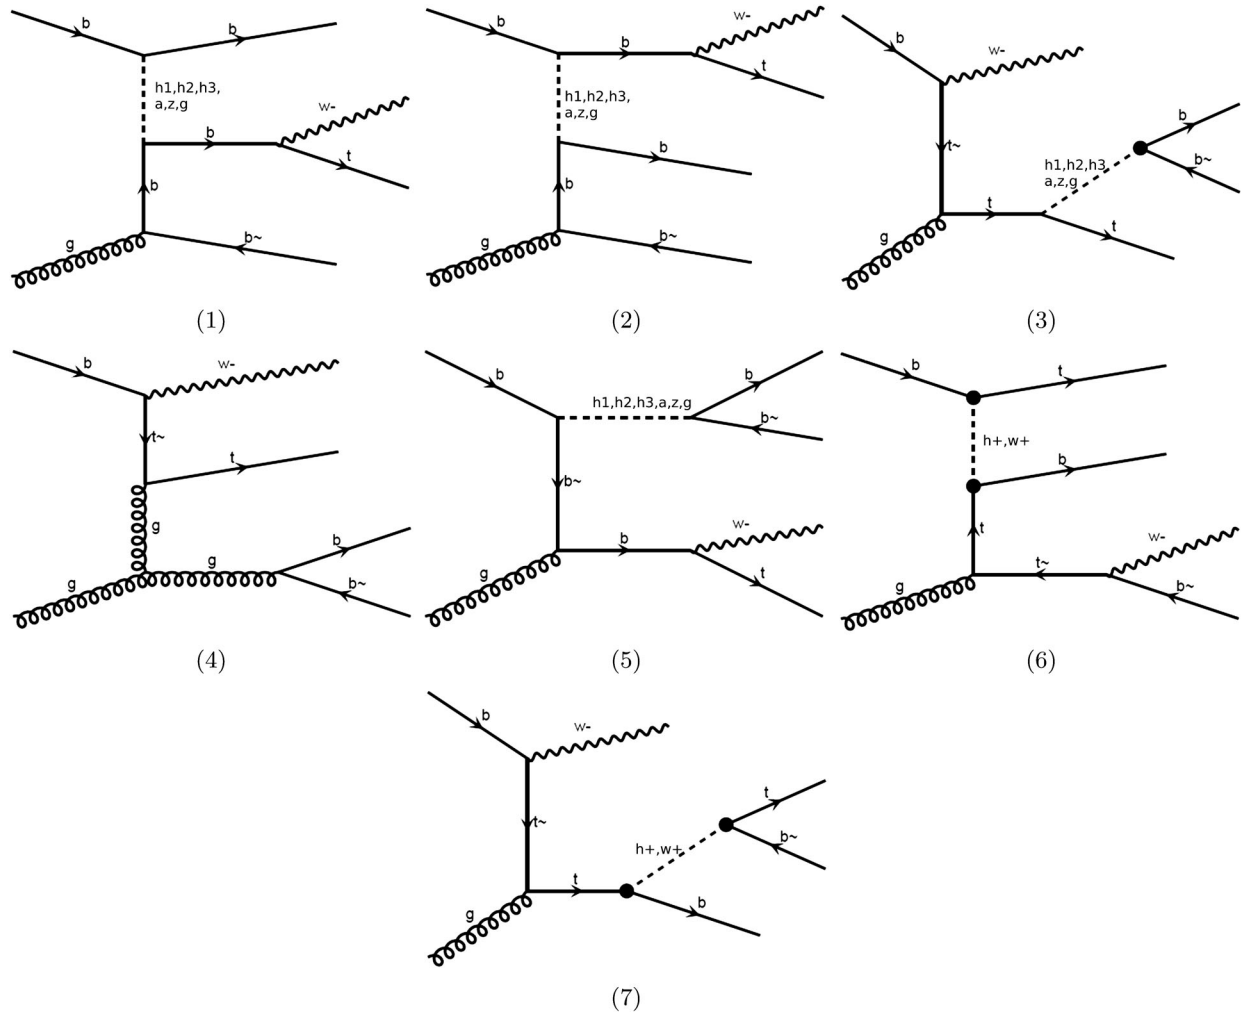 b
b
h1,h2,h3,
a,z,g
w-
b
t
b
g
b~
(1)
b
w-
b
t
h1,h2,h3,
a,z,g
b
b
g
b~
(2)
b
w-
t~
h1,h2,h3,
a,z,g
b
b~
t
g
t
(3)
b
w-
t~
t
g
g
g
b
b~
(4)
b
h1,h2,h3,a,z,g
b
b~
b~
b
w-
g
t
(5)
b
t
h+,w+
b
t
t~
w-
g
b~
(6)
b
w-
t~
h+,w+
t
b~
t
g
b
(7)